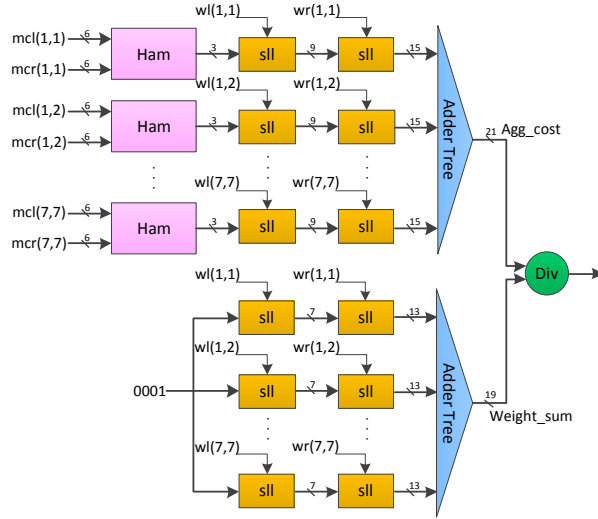 wl(1,1) wr(1,1)
mcl(1,1) 6 Ham 3 sll 9 sll 15
mcr(1,1) 6
wl(1,2) wr(1,2)
mcl(1,2) 6 Ham 3 sll 9 sll 15
mcr(1,2) 6
Adder Tree
21 Agg_cost
wl(7,7) wr(7,7)
mcl(7,7) 6 Ham 3 sll 9 sll 15
mcr(7,7) 6
Div
wl(1,1) wr(1,1)
sll 7 sll 13
wl(1,2) wr(1,2)
0001 sll 7 sll 13
Adder Tree
19
Weight_sum
wl(7,7) wr(7,7)
sll 7 sll 13